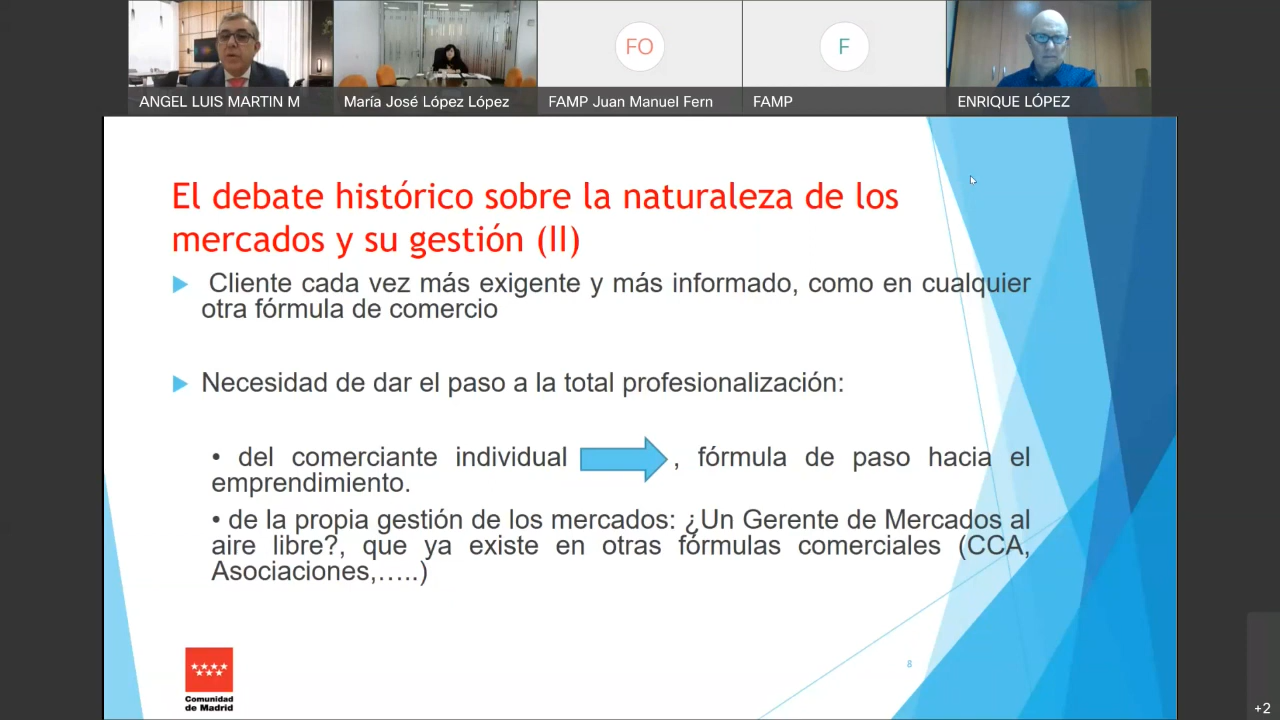 FO
F
ANGEL LUIS MARTIN M
María José López López
FAMP Juan Manuel Fern
FAMP
ENRIQUE LÓPEZ
El debate histórico sobre la naturaleza de los
mercados y su gestión (II)
Cliente cada vez más exigente y más informado, como en cualquier
otra fórmula de comercio
Necesidad de dar el paso a la total profesionalización:
• del comerciante individual , fórmula de paso hacia el
emprendimiento.
• de la propia gestión de los mercados: ¿Un Gerente de Mercados al
aire libre?, que ya existe en otras fórmulas comerciales (CCA,
Asociaciones,…..)
8
Comunidad
de Madrid
+2